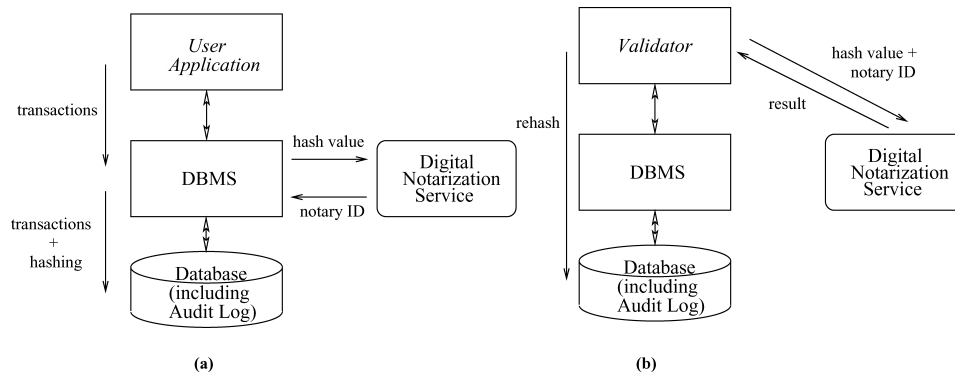 User
Application
transactions
DBMS
hash value
notary ID
Digital
Notarization
Service
transactions
+
hashing
Database
(including
Audit Log)
(a)
Validator
rehash
hash value +
notary ID
result
DBMS
Digital
Notarization
Service
Database
(including
Audit Log)
(b)